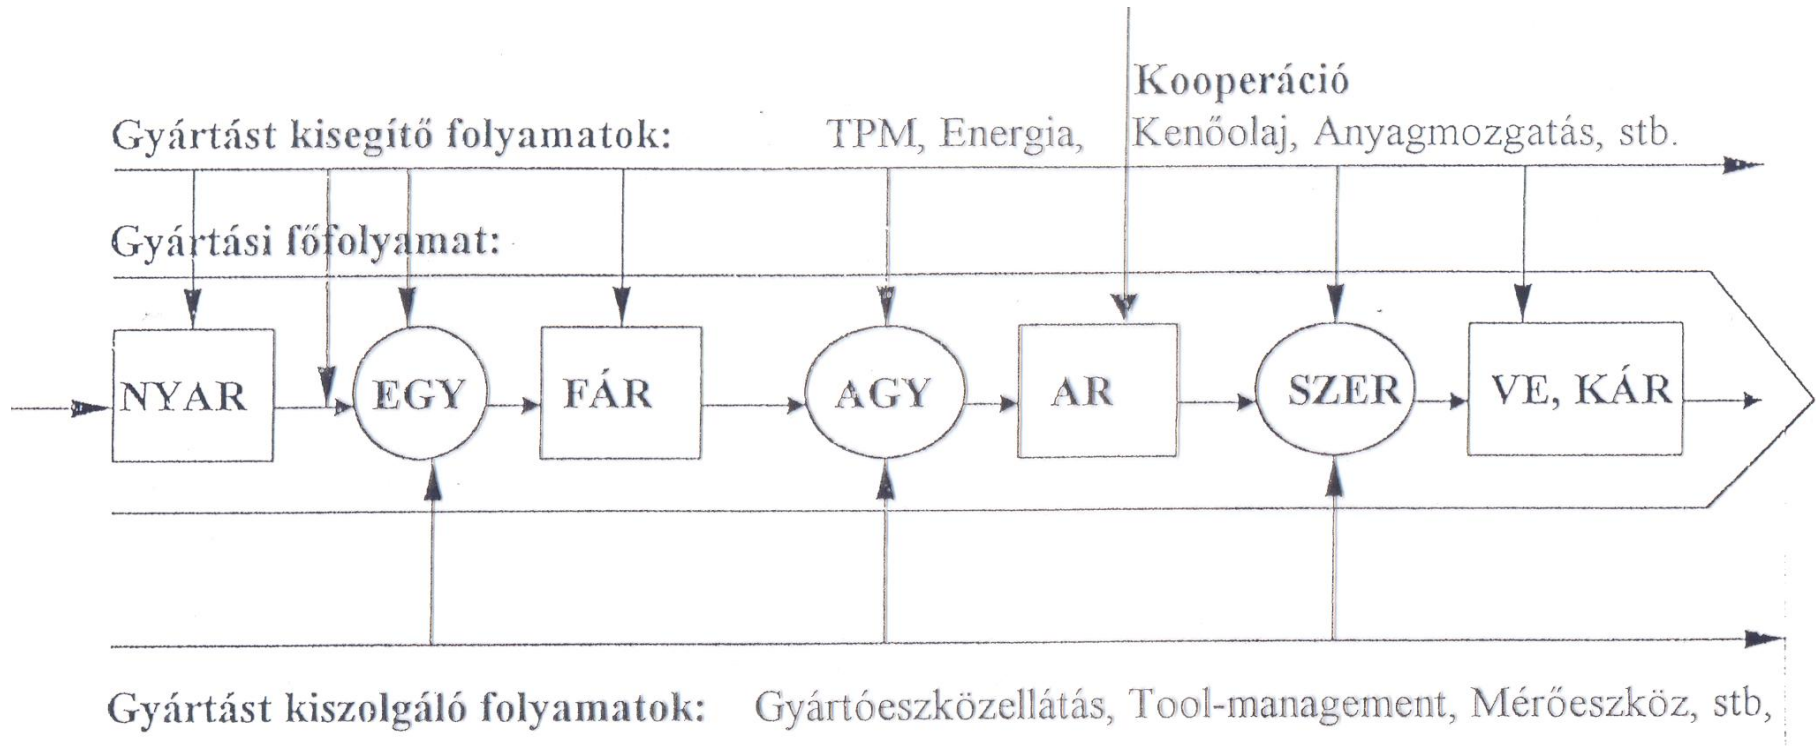 Kooperáció
Gyártást kisegítő folyamatok: TPM, Energia, Kenőolaj, Anyagmozgatás, stb.
Gyártási főfolyamat:
NYAR EGY FÁR AGY AR SZER VE, KÁR
Gyártást kiszolgáló folyamatok: Gyártóeszközellátás, Tool-management, Mérőeszköz, stb,